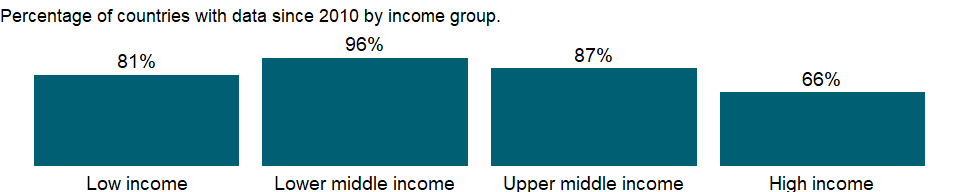 Percentage of countries with data since 2010 by income group.
81%
96%
87%
66%
Low income
Lower middle income
Upper middle income
High income